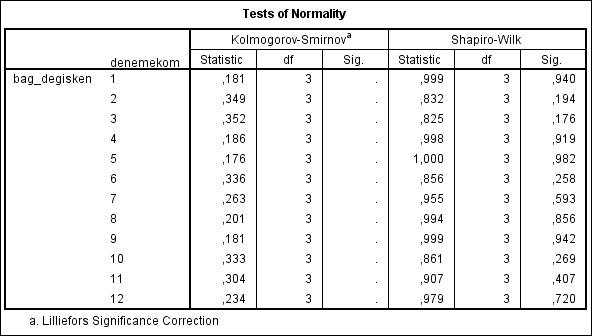 Tests of Normality
Kolmogorov-Smirnova Shapiro-Wilk
denemekom Statistic df Sig. Statistic df Sig.
bag_degisken 1 ,181 3 . ,999 3 ,940
2 ,349 3 . ,832 3 ,194
3 ,352 3 . ,825 3 ,176
4 ,186 3 . ,998 3 ,919
5 ,176 3 . 1,000 3 ,982
6 ,336 3 . ,856 3 ,258
7 ,263 3 . ,955 3 ,593
8 ,201 3 . ,994 3 ,856
9 ,181 3 . ,999 3 ,942
10 ,333 3 . ,861 3 ,269
11 ,304 3 . ,907 3 ,407
12 ,234 3 . ,979 3 ,720
a. Lilliefors Significance Correction